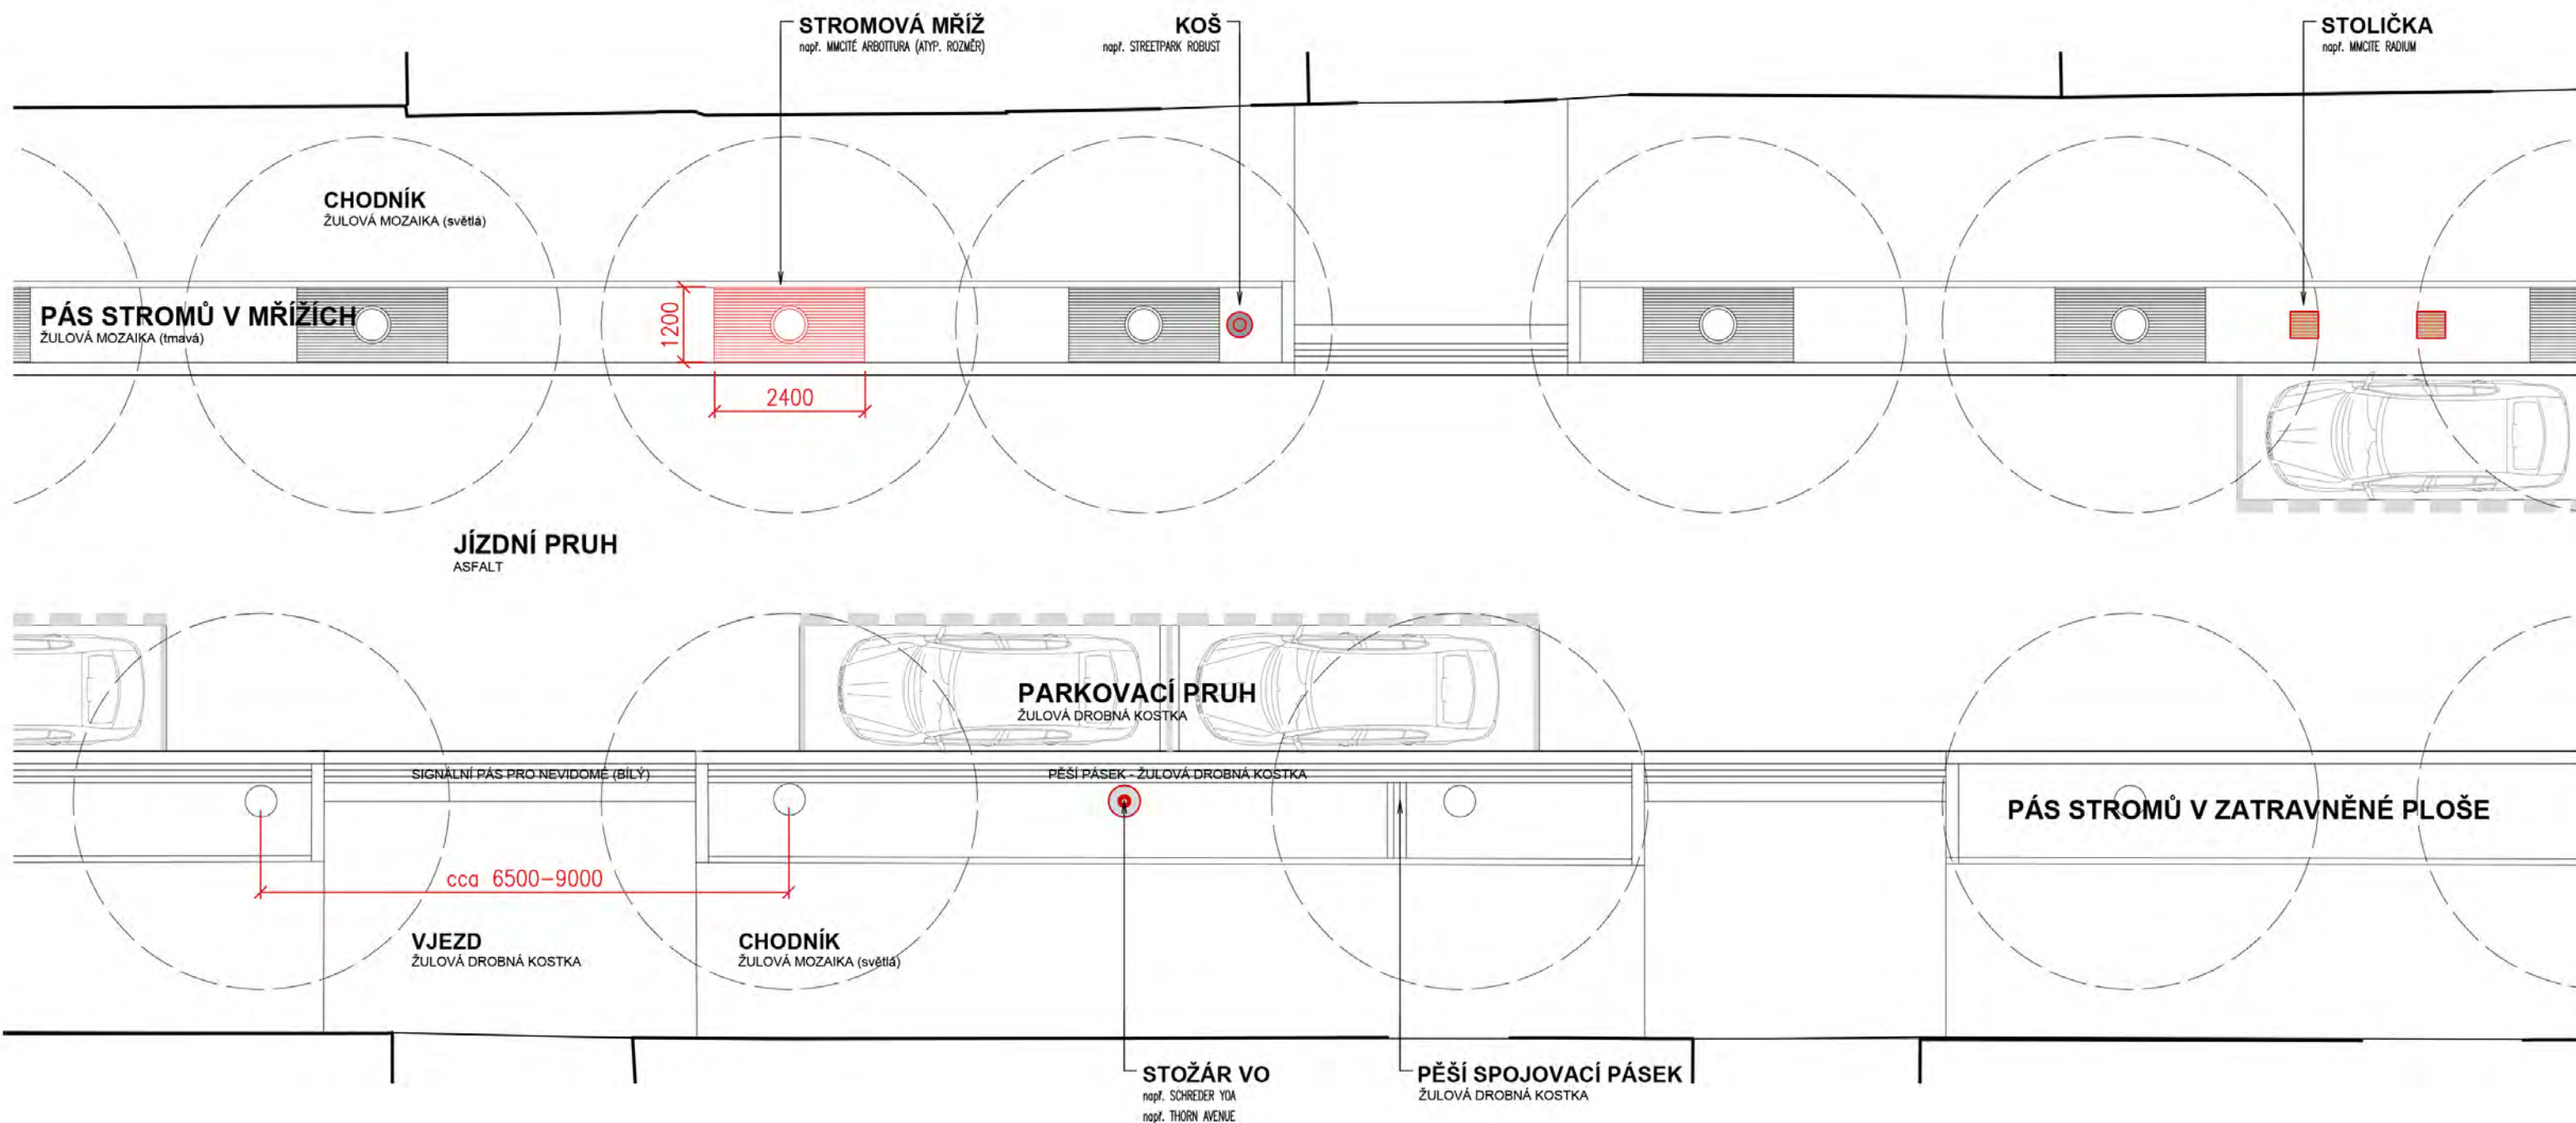 STROMOVÁ MŘÍŽ
např. MMCITÉ ARBOTTURA (ATYP. ROZMĚR)
KOŠ
např. STREETPARK ROBUST
STOLIČKA
např. MMCITE RADIUM
CHODNÍK
ŽULOVÁ MOZAIKA (světlá)
PÁS STROMŮ V MŘÍŽÍCH
ŽULOVÁ MOZAIKA (tmavá)
1200
2400
JÍZDNÍ PRUH
ASFALT
PARKOVACÍ PRUH
ŽULOVÁ DROBNÁ KOSTKA
SIGNÁLNÍ PÁS PRO NEVIDOMÉ (BÍLÝ)
PĚŠÍ PÁSEK - ŽULOVÁ DROBNÁ KOSTKA
PÁS STROMŮ V ZATRAVNĚNÉ PLOŠE
cca 6500-9000
VJEZD
ŽULOVÁ DROBNÁ KOSTKA
CHODNÍK
ŽULOVÁ MOZAIKA (světlá)
STOŽÁR VO
např. SCHREDER YOA
např. THORN AVENUE
PĚŠÍ SPOJOVACÍ PÁSEK
ŽULOVÁ DROBNÁ KOSTKA